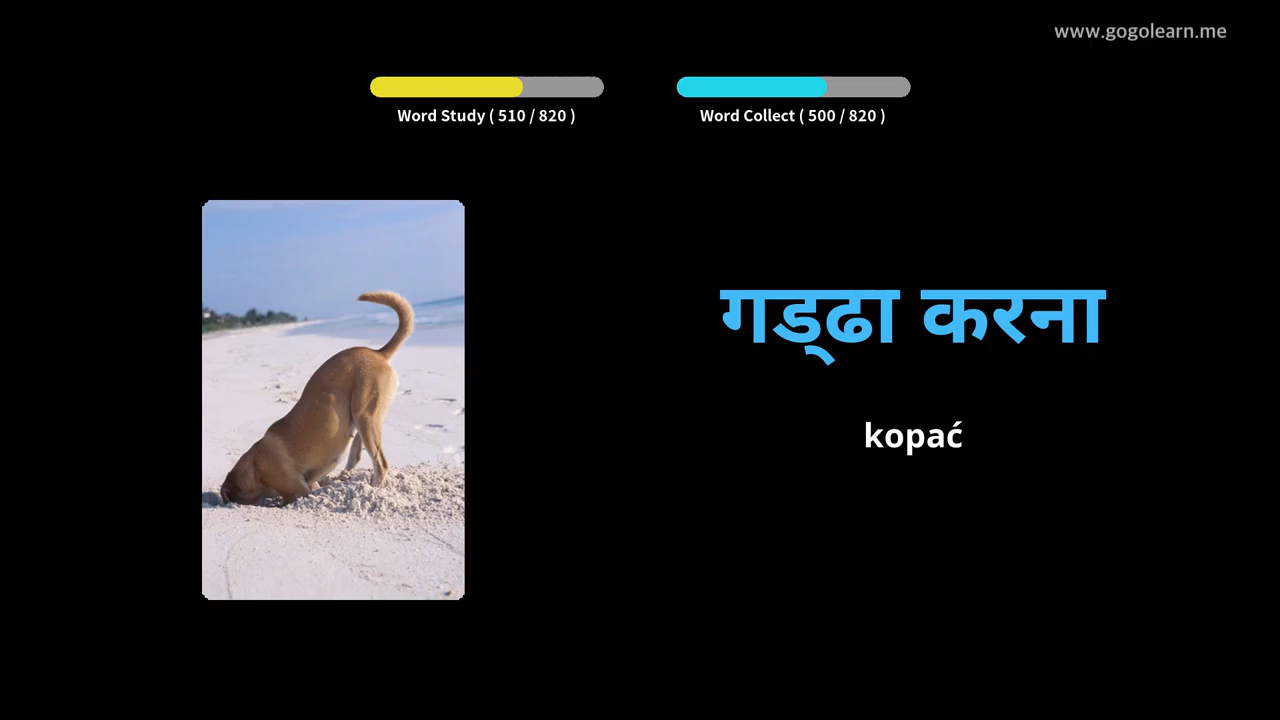 www.gogolearn.me
Word Study ( 510 / 820 )
Word Collect ( 500 / 820 )
गड्ढा करना
kopać